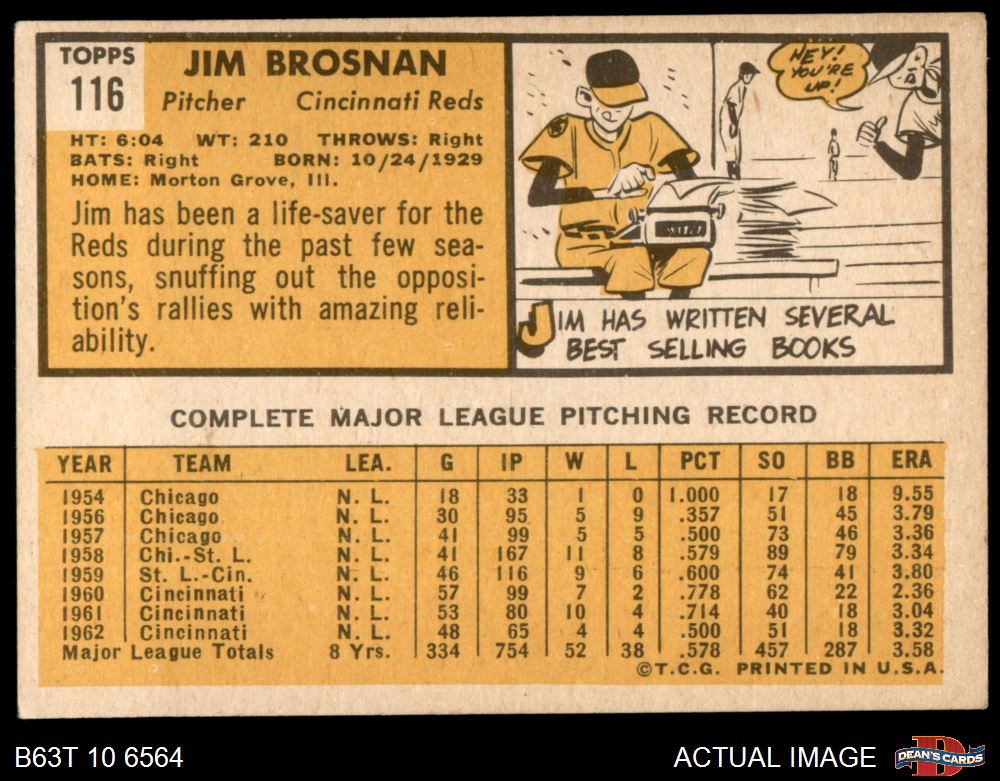 TOPPS
116
JIM BROSNAN
Pitcher Cincinnati Reds
HT: 6:04 WT: 210 THROWS: Right
BATS: Right BORN: 10/24/1929
HOME: Morton Grove, Ill.
Jim has been a life-saver for the
Reds during the past few sea-
sons, snuffing out the opposi-
tion's rallies with amazing reli-
ability.
HEY!
YOU'RE
UP!
JIM HAS WRITTEN SEVERAL
BEST SELLING BOOKS
COMPLETE MAJOR LEAGUE PITCHING RECORD
YEAR TEAM LEA. G IP W L PCT SO BB ERA
1954 Chicago N. L. 18 33 1 0 1.000 17 18 9.55
1956 Chicago N. L. 30 95 5 9 .357 51 45 3.79
1957 Chicago N. L. 41 99 5 5 .500 73 46 3.36
1958 Chi.-St. L. N. L. 41 167 11 8 .579 89 79 3.34
1959 St. L.-Cin. N. L. 46 116 9 6 .600 74 41 3.80
1960 Cincinnati N. L. 57 99 7 2 .778 62 22 2.36
1961 Cincinnati N. L. 53 80 10 4 .714 40 18 3.04
1962 Cincinnati N. L. 48 65 4 4 .500 51 18 3.32
Major League Totals 8 Yrs. 334 754 52 38 .578 457 287 3.58
©T.C.G. PRINTED IN U.S.A.
B63T 10 6564
ACTUAL IMAGE
D
DEAN'S CARDS